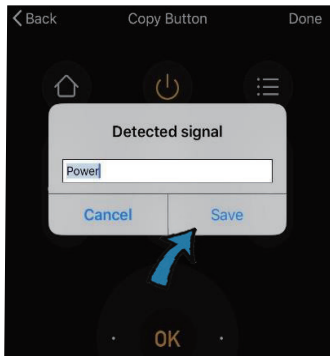 Back Copy Button Done
Detected signal
Power
Cancel Save
OK